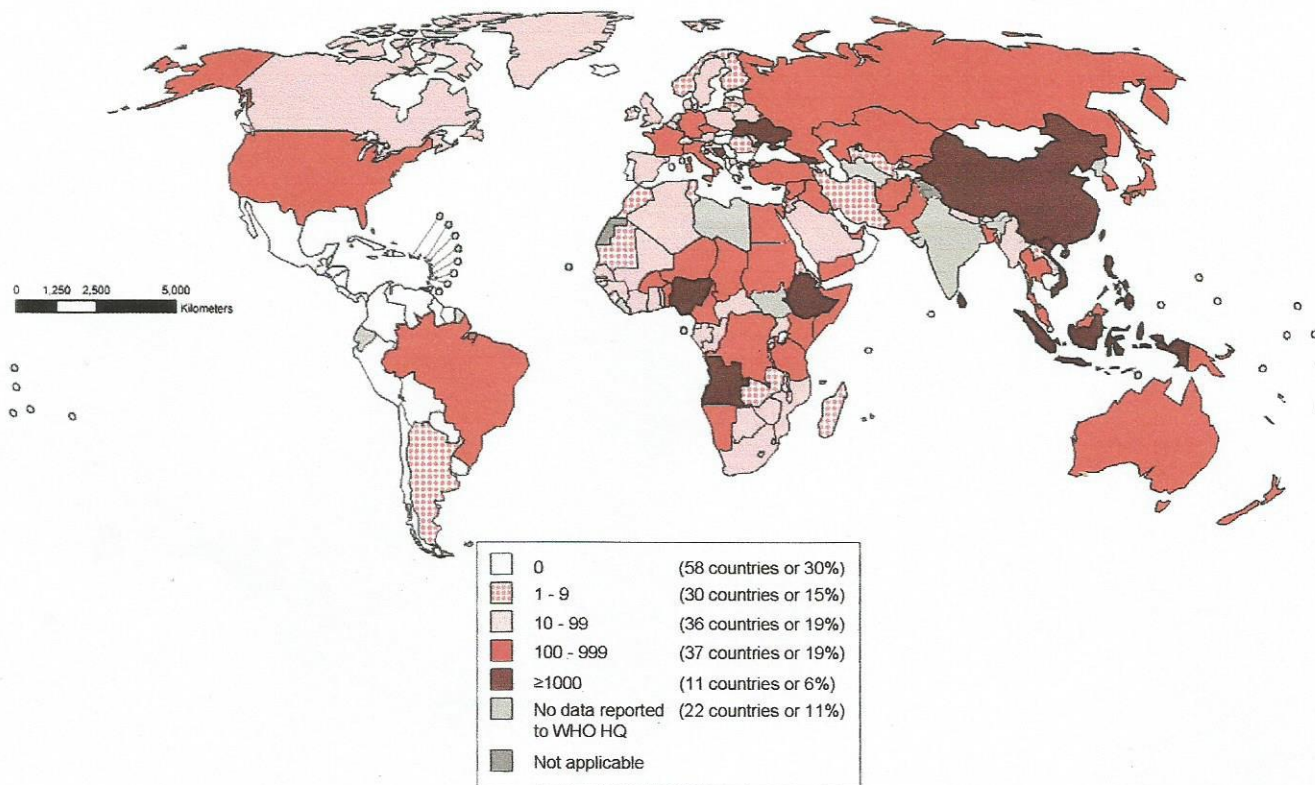 0 1,250 2,500 5,000
Kilometers
0 (58 countries or 30%)
1 - 9 (30 countries or 15%)
10 - 99 (36 countries or 19%)
100 - 999 (37 countries or 19%)
≥1000 (11 countries or 6%)
No data reported (22 countries or 11%)
to WHO HQ
Not applicable